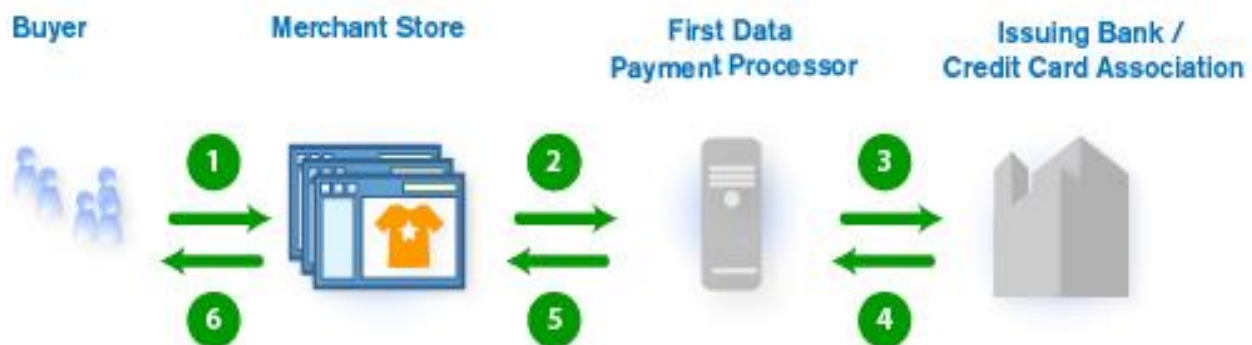 Buyer
Merchant Store
First Data
Payment Processor
Issuing Bank /
Credit Card Association
1
2
3
6
5
4